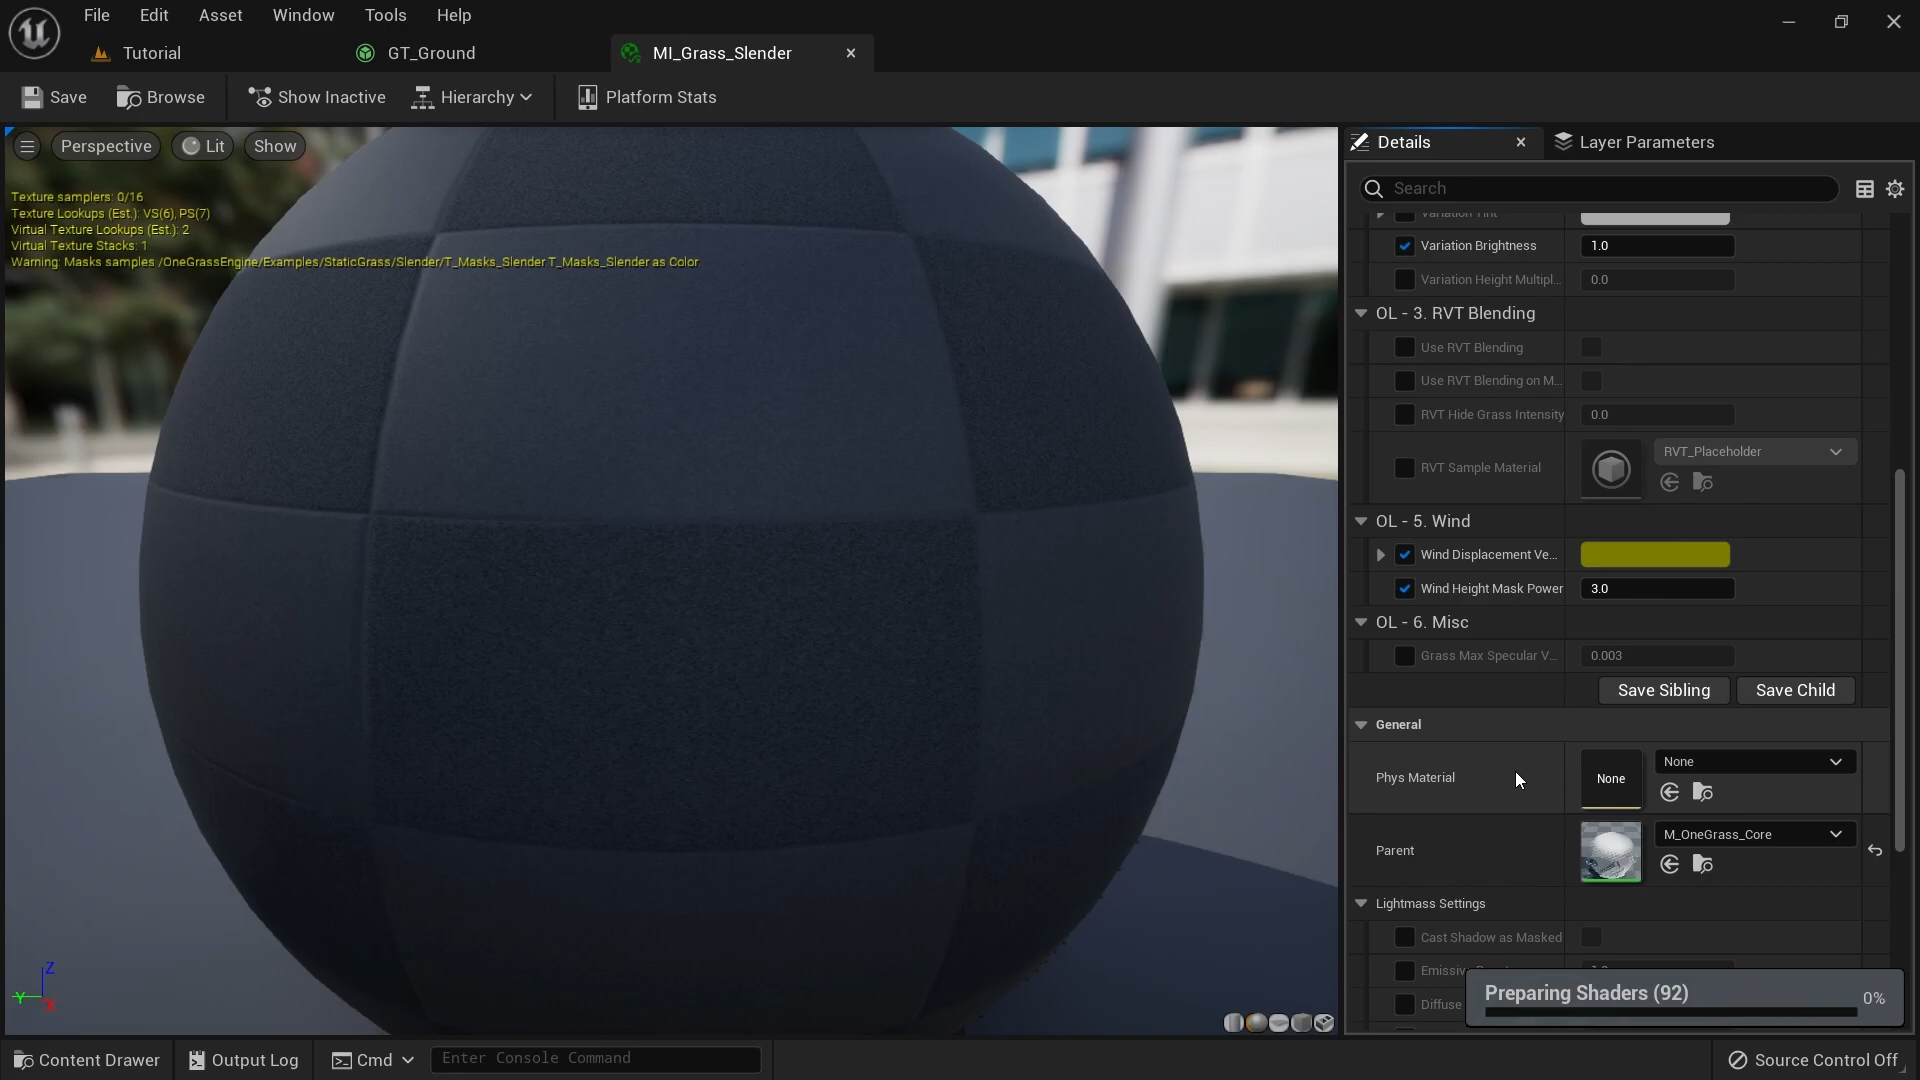 File Edit Asset Window Tools Help
Tutorial GT_Ground MI_Grass_Slender
Save Browse Show Inactive Hierarchy Platform Stats
Perspective Lit Show
Texture samplers: 0/16
Texture Lookups (Est.): VS(6), PS(7)
Virtual Texture Lookups (Est.): 2
Virtual Texture Stacks: 1
Warning: Masks samples /OneGrassEngine/Examples/StaticGrass/Slender/T_Masks_Slender T_Masks_Slender as Color
Z
Y
X
Details Layer Parameters
Search
Variation Tint
Variation Brightness 1.0
Variation Height Multipl... 0.0
OL - 3. RVT Blending
Use RVT Blending
Use RVT Blending on M...
RVT Hide Grass Intensity 0.0
RVT Sample Material RVT_Placeholder
OL - 5. Wind
Wind Displacement Ve...
Wind Height Mask Power 3.0
OL - 6. Misc
Grass Max Specular V... 0.003
Save Sibling Save Child
General
Phys Material None None
Parent M_OneGrass_Core
Lightmass Settings
Cast Shadow as Masked
Diffuse
Preparing Shaders (92) 0%
Content Drawer Output Log Cmd Enter Console Command Source Control Off